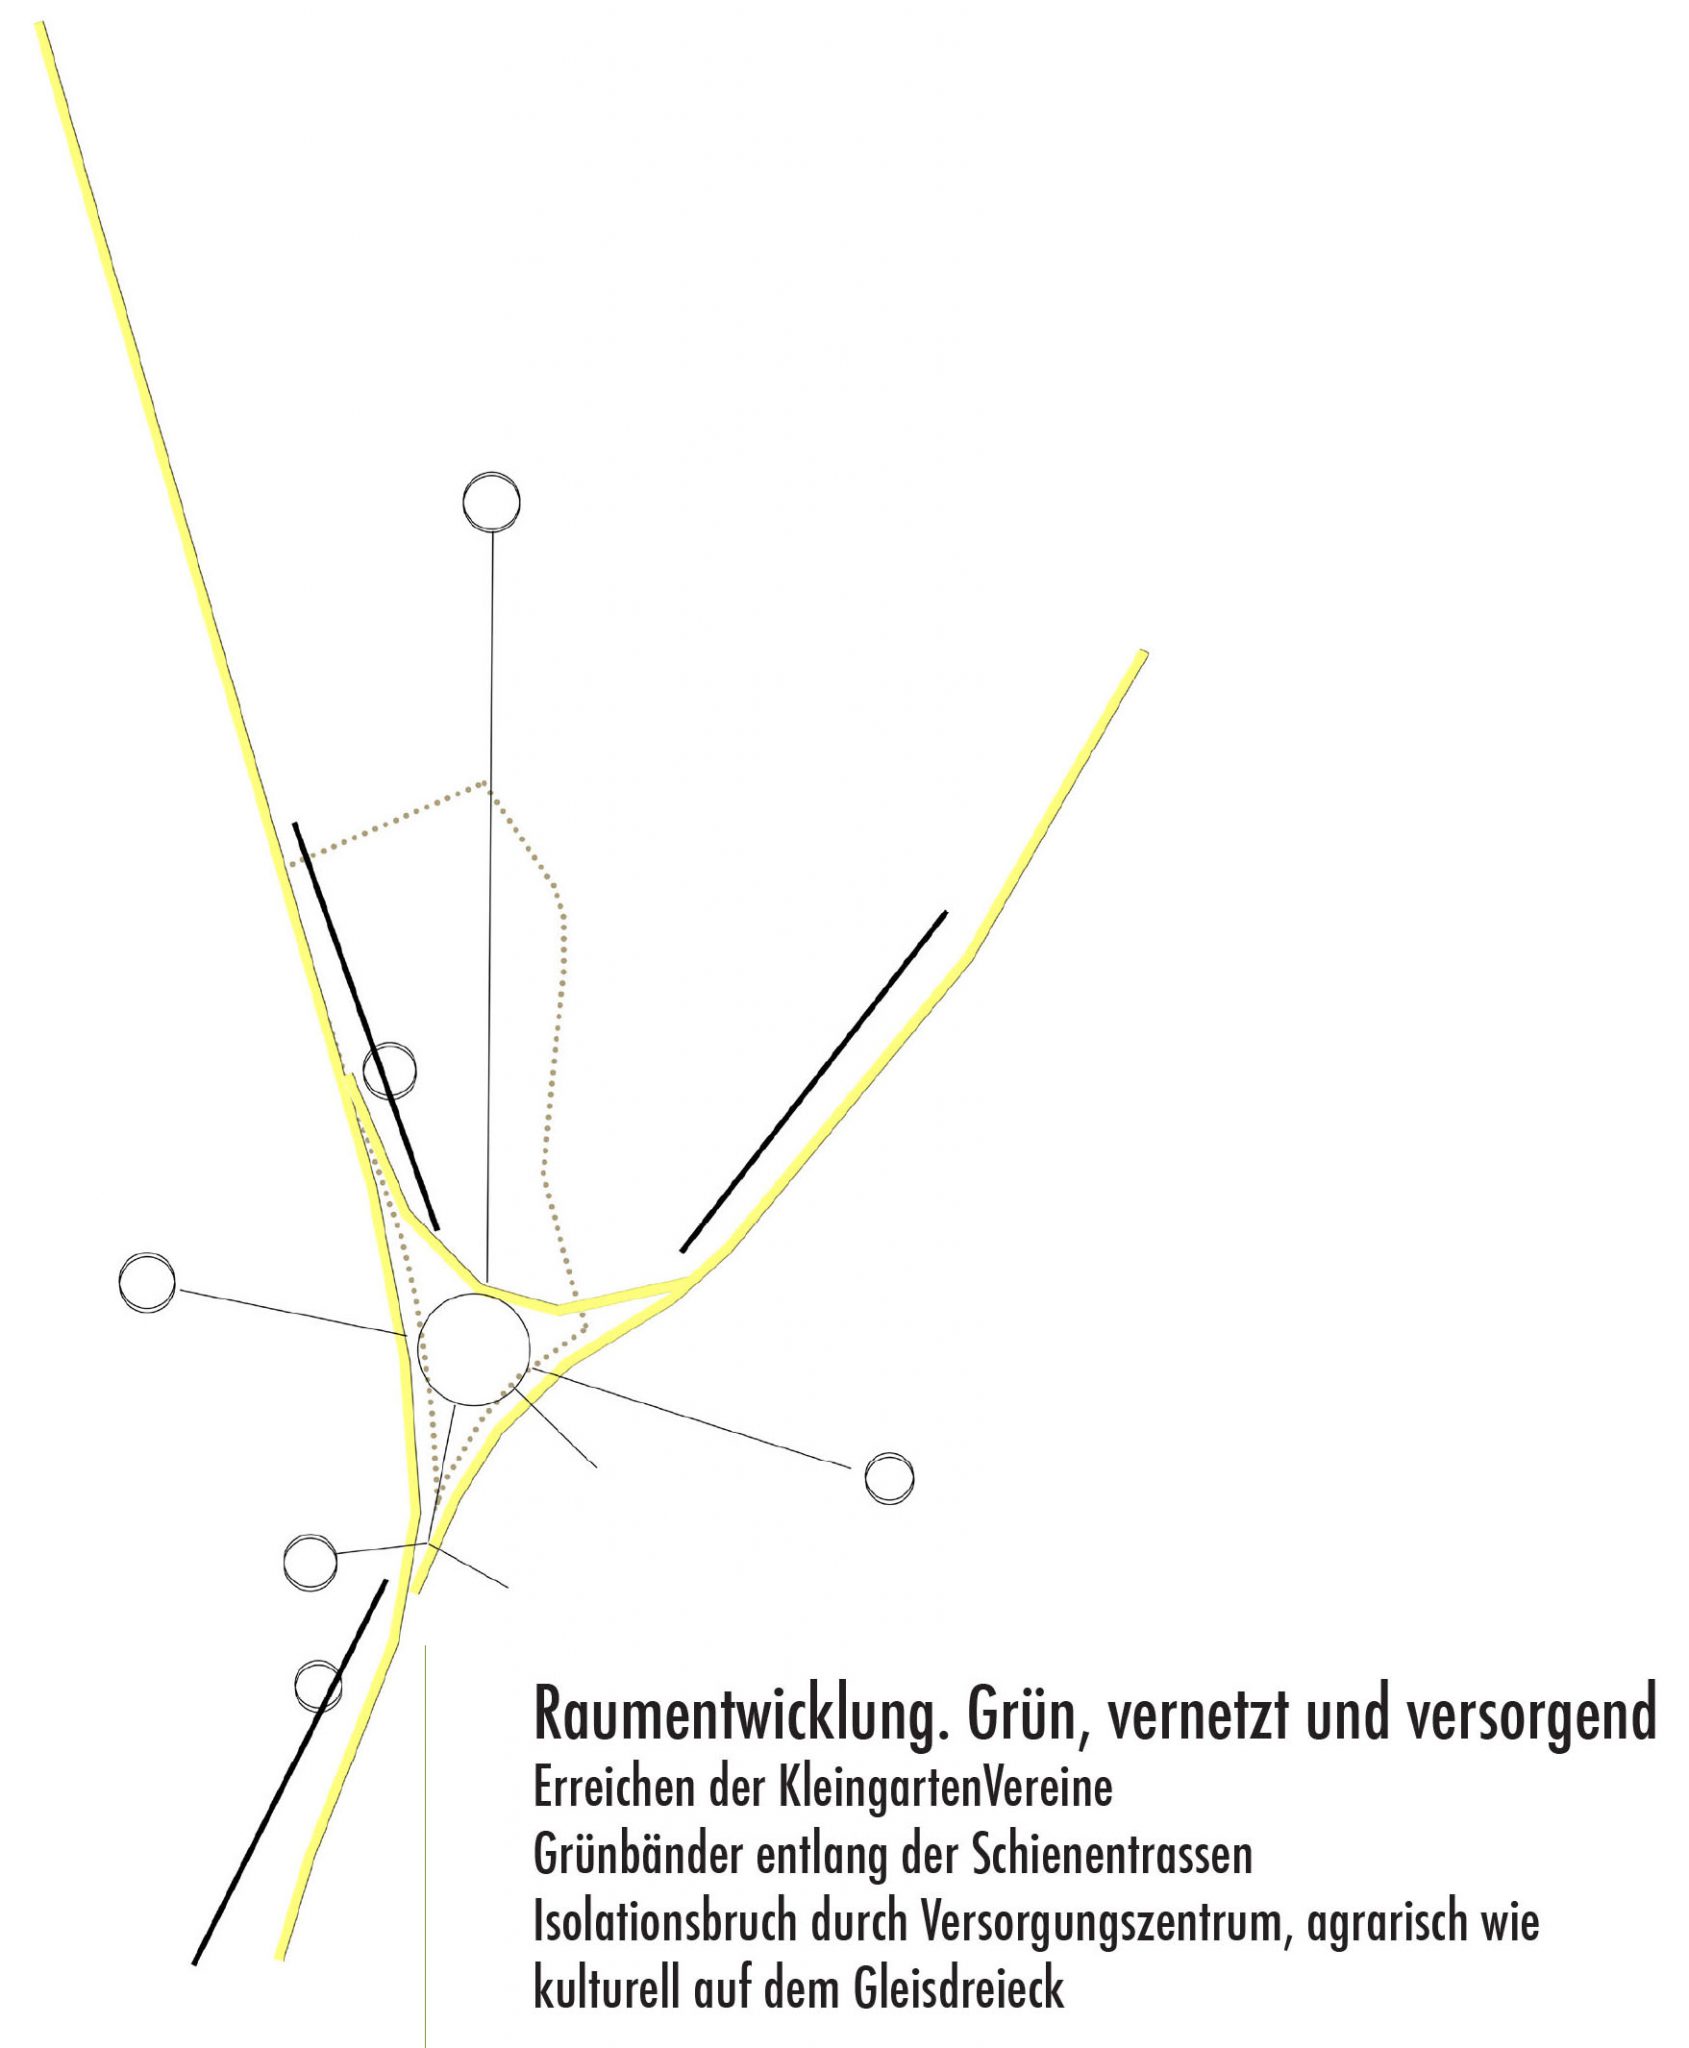 Raumentwicklung. Grün, vernetzt und versorgend
Erreichen der KleingartenVereine
Grünbänder entlang der Schienentrassen
Isolationsbruch durch Versorgungszentrum, agrarisch wie
kulturell auf dem Gleisdreieck